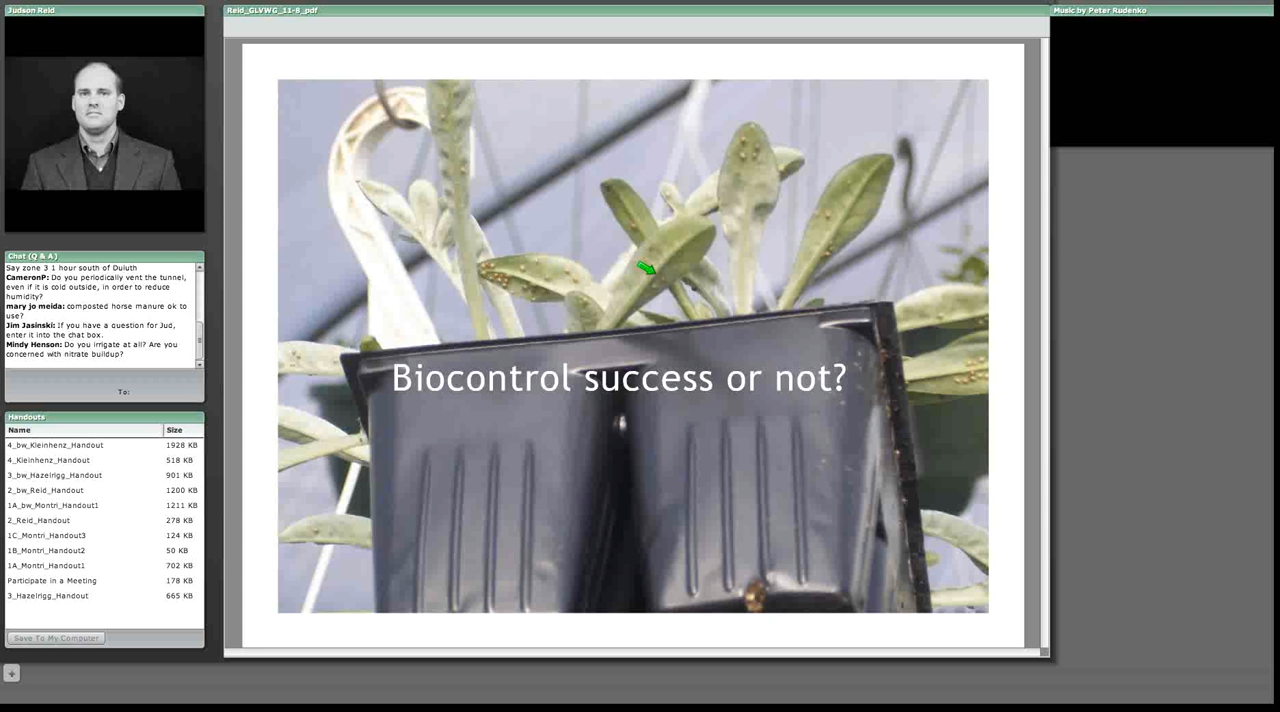 Judson Reid
Reid_GLVWG_11-8_pdf
Music by Peter Rudenko
Chat (Q & A)
Say zone 3 1 hour south of Duluth
CameronP: Do you periodically vent the tunnel,
even if it is cold outside, in order to reduce
humidity?
mary jo meida: composted horse manure ok to
use?
Jim Jasinski: If you have a question for Jud,
enter it into the chat box.
Mindy Henson: Do you irrigate at all? Are you
concerned with nitrate buildup?
To:
Handouts
Name Size
4_bw_Kleinhenz_Handout 1928 KB
4_Kleinhenz_Handout 518 KB
3_bw_Hazelrigg_Handout 901 KB
2_bw_Reid_Handout 1200 KB
1A_bw_Montri_Handout1 1211 KB
2_Reid_Handout 278 KB
1C_Montri_Handout3 124 KB
1B_Montri_Handout2 50 KB
1A_Montri_Handout1 702 KB
Participate in a Meeting 178 KB
3_Hazelrigg_Handout 665 KB
Save To My Computer
Biocontrol success or not?